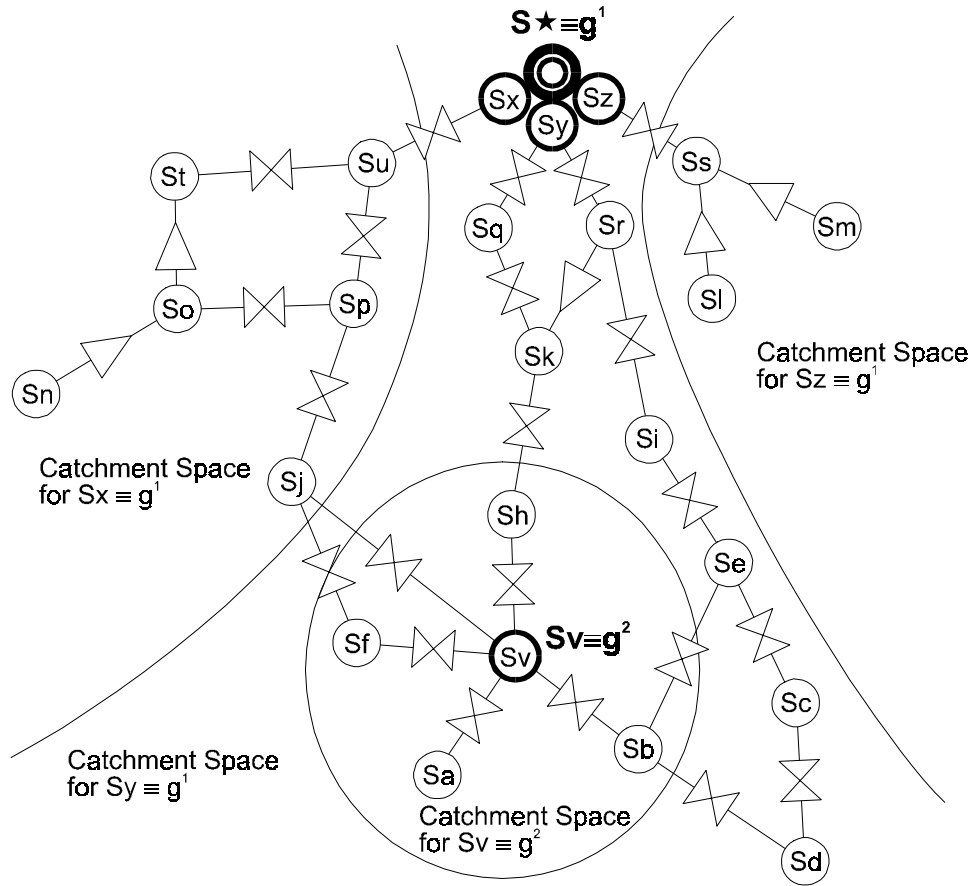 S★≡g¹
Sx
Sz
Sy
St
Su
Ss
Sq
Sr
Sm
So
Sp
Sl
Sk
Catchment Space
for Sz ≡ g¹
Sn
Si
Catchment Space
for Sx ≡ g¹
Sj
Sh
Se
Sf
Sv
Sv≡g²
Sc
Sb
Catchment Space
for Sy ≡ g¹
Sa
Catchment Space
for Sv ≡ g²
Sd